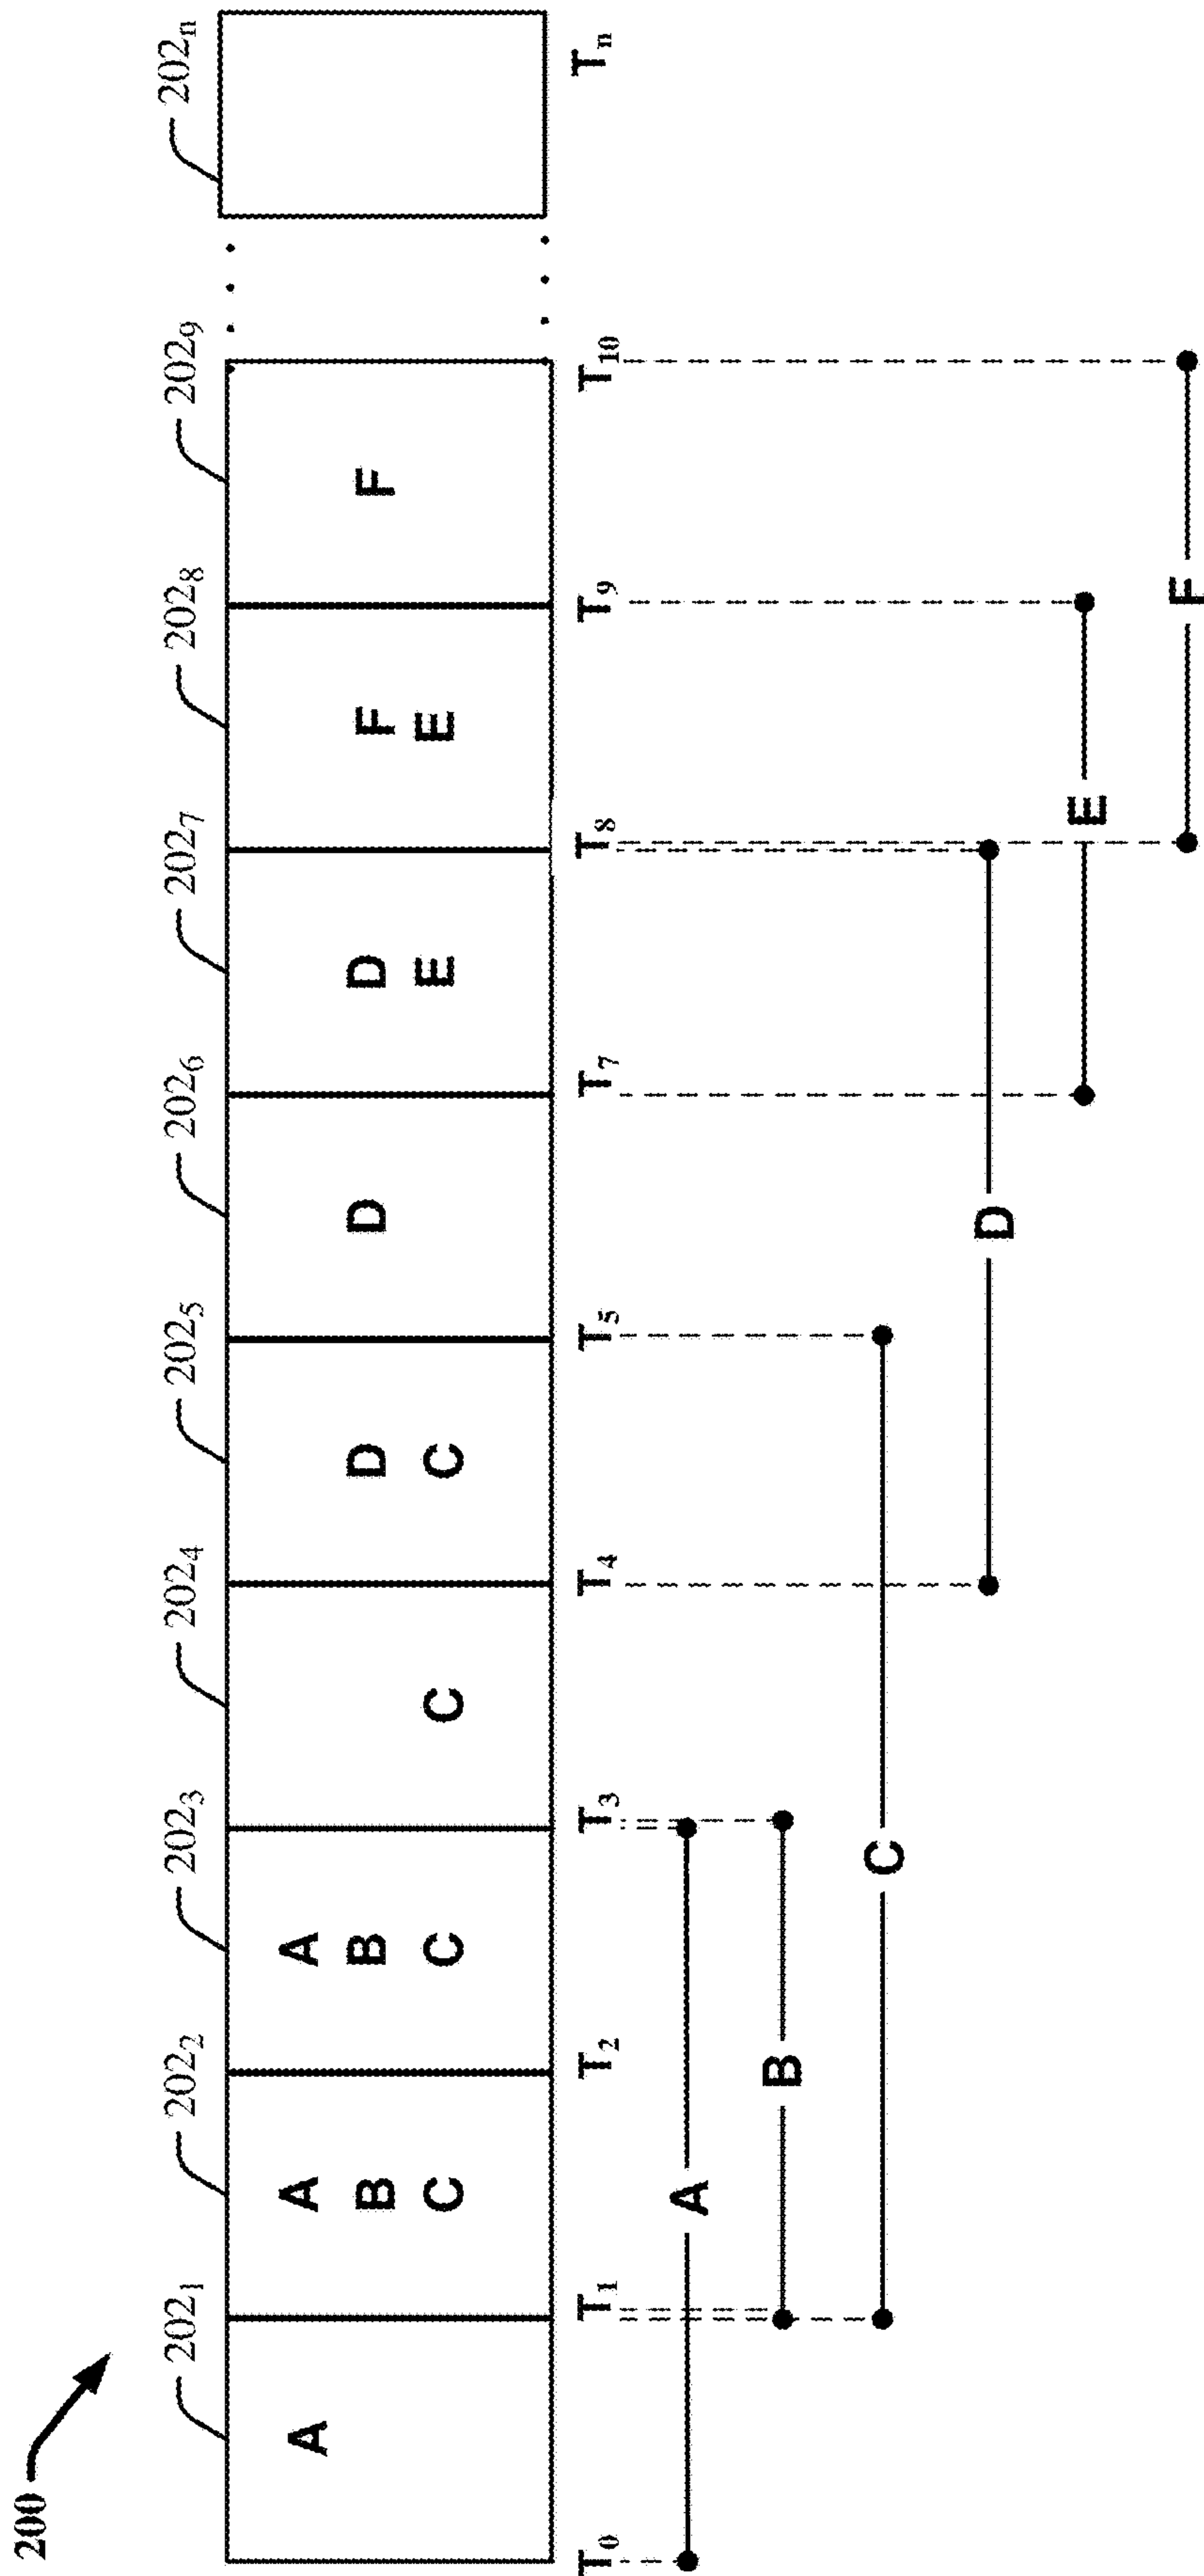 200
202₁ 202₂ 202₃ 202₄ 202₅ 202₆ 202₇ 202₈ 202₉ 202ₙ
A A A F
B B D D D F F
C C C C E E
T₀ T₁ T₂ T₃ T₄ T₅ T₇ T₈ T₉ T₁₀ Tₙ
A
B
C
D
E
F